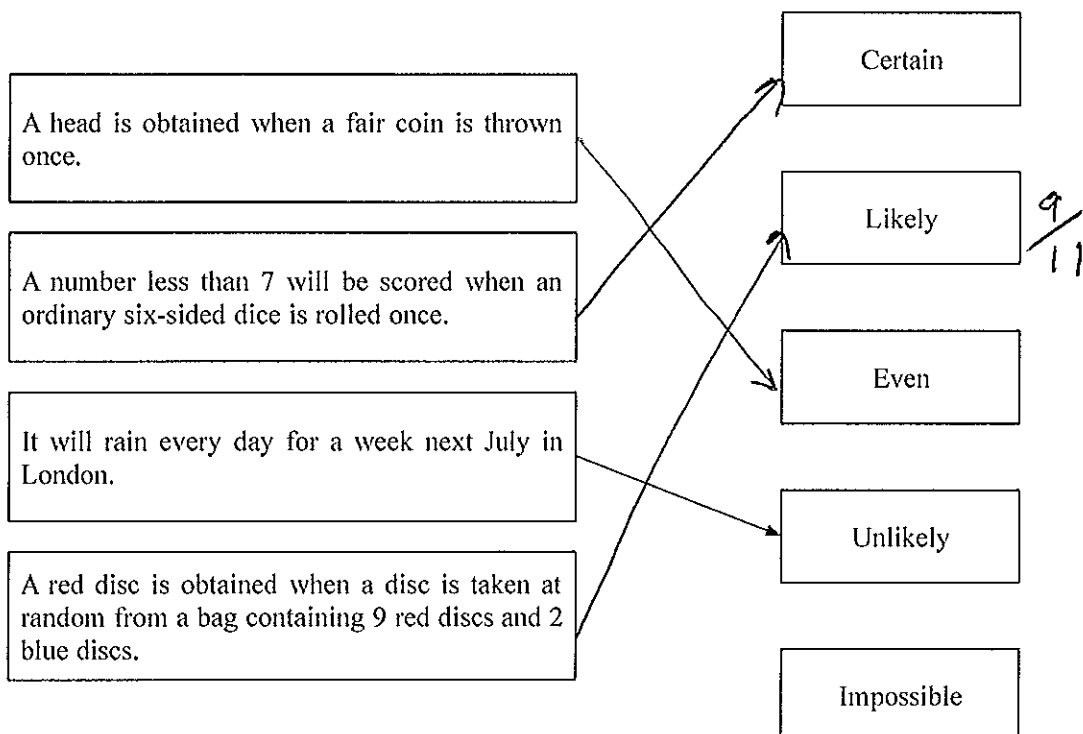 A head is obtained when a fair coin is thrown
once.
A number less than 7 will be scored when an
ordinary six-sided dice is rolled once.
It will rain every day for a week next July in
London.
A red disc is obtained when a disc is taken at
random from a bag containing 9 red discs and 2
blue discs.
Certain
Likely
9/11
Even
Unlikely
Impossible